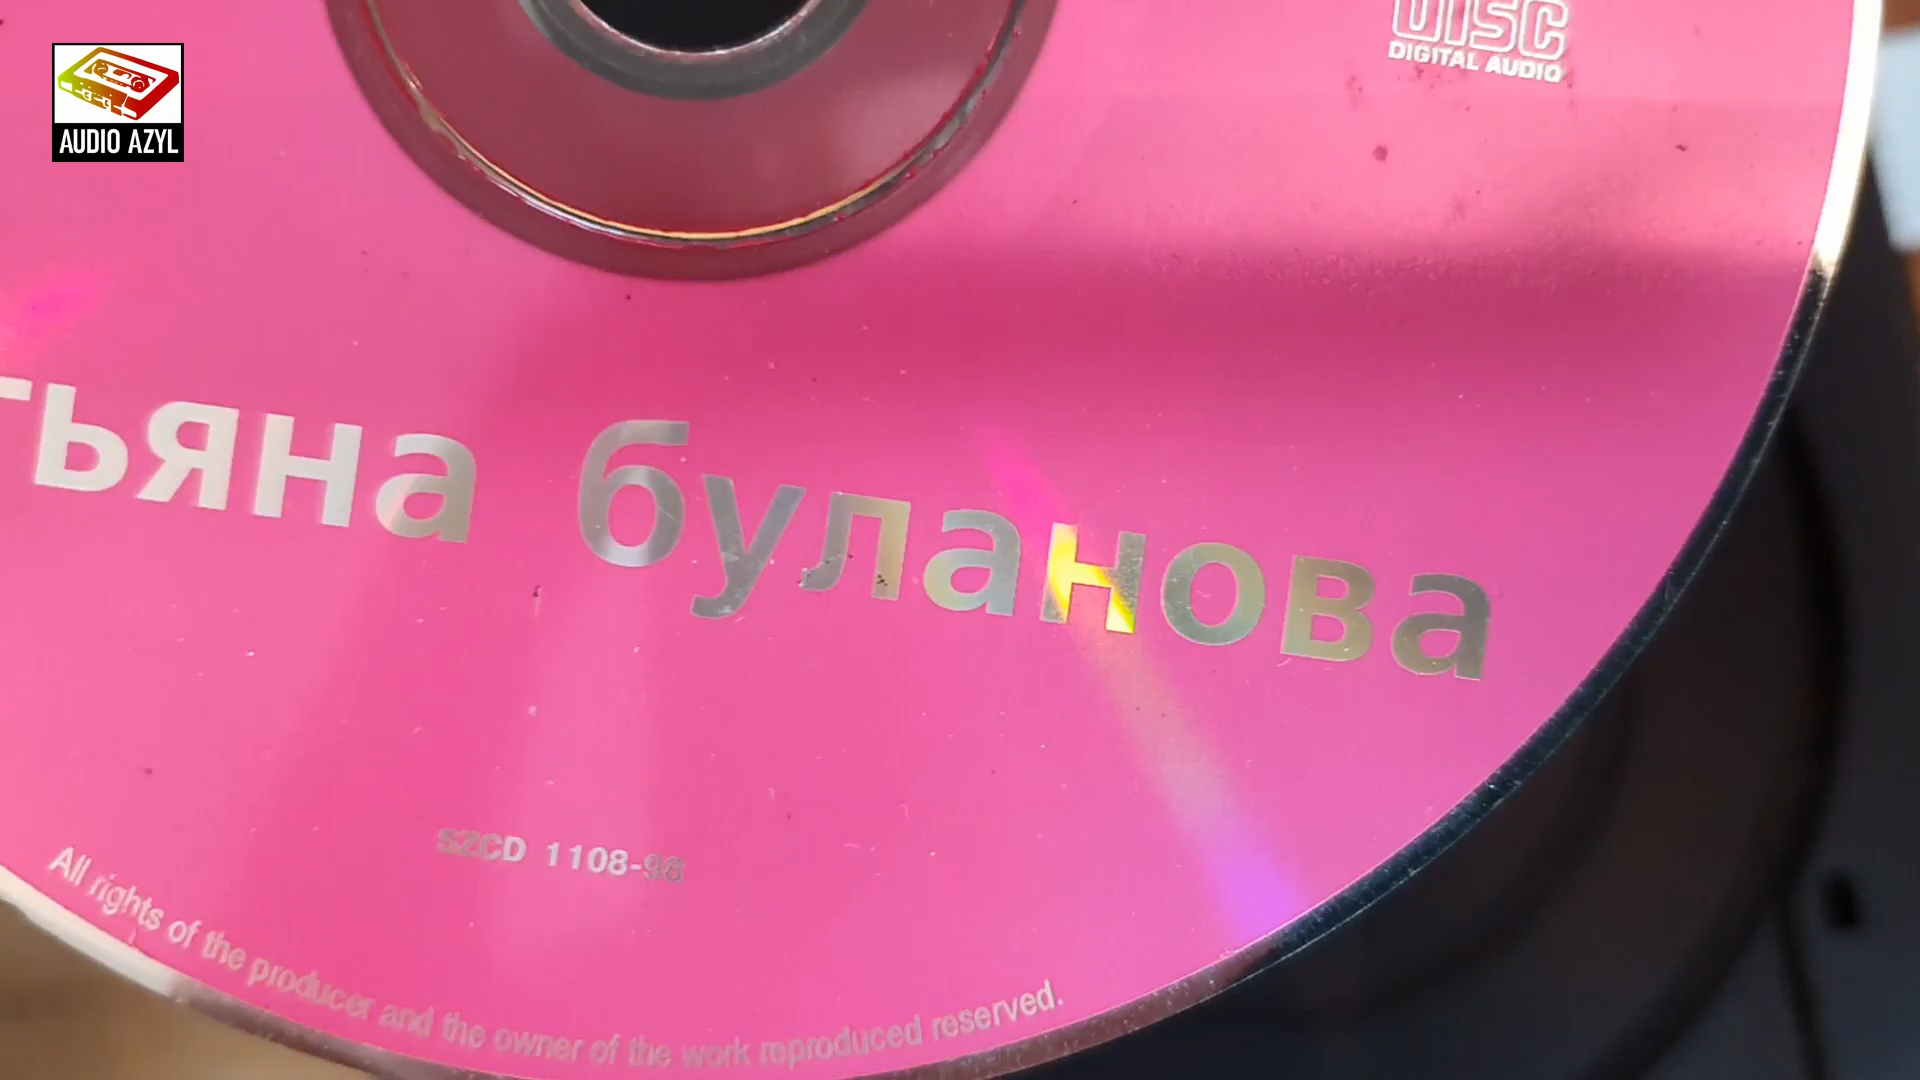 DISC
DIGITAL AUDIO
AUDIO AZYL
тьяна буланова
SZCD 1108-98
All rights of the producer and the owner of the work reproduced reserved.